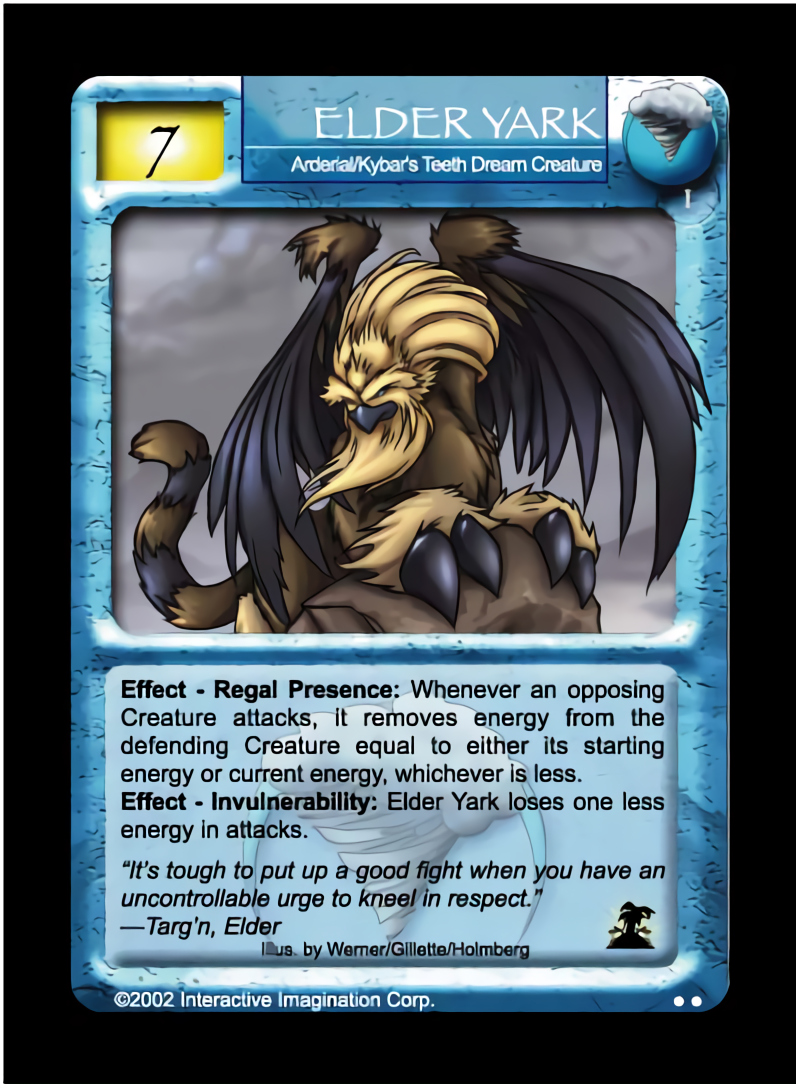 7
ELDER YARK
Arderial/Kybar's Teeth Dream Creature
I
Effect - Regal Presence: Whenever an opposing
Creature attacks, it removes energy from the
defending Creature equal to either its starting
energy or current energy, whichever is less.
Effect - Invulnerability: Elder Yark loses one less
energy in attacks.
“It's tough to put up a good fight when you have an
uncontrollable urge to kneel in respect.”
—Targ'n, Elder
Illus. by Werner/Gillette/Holmberg
©2002 Interactive Imagination Corp.